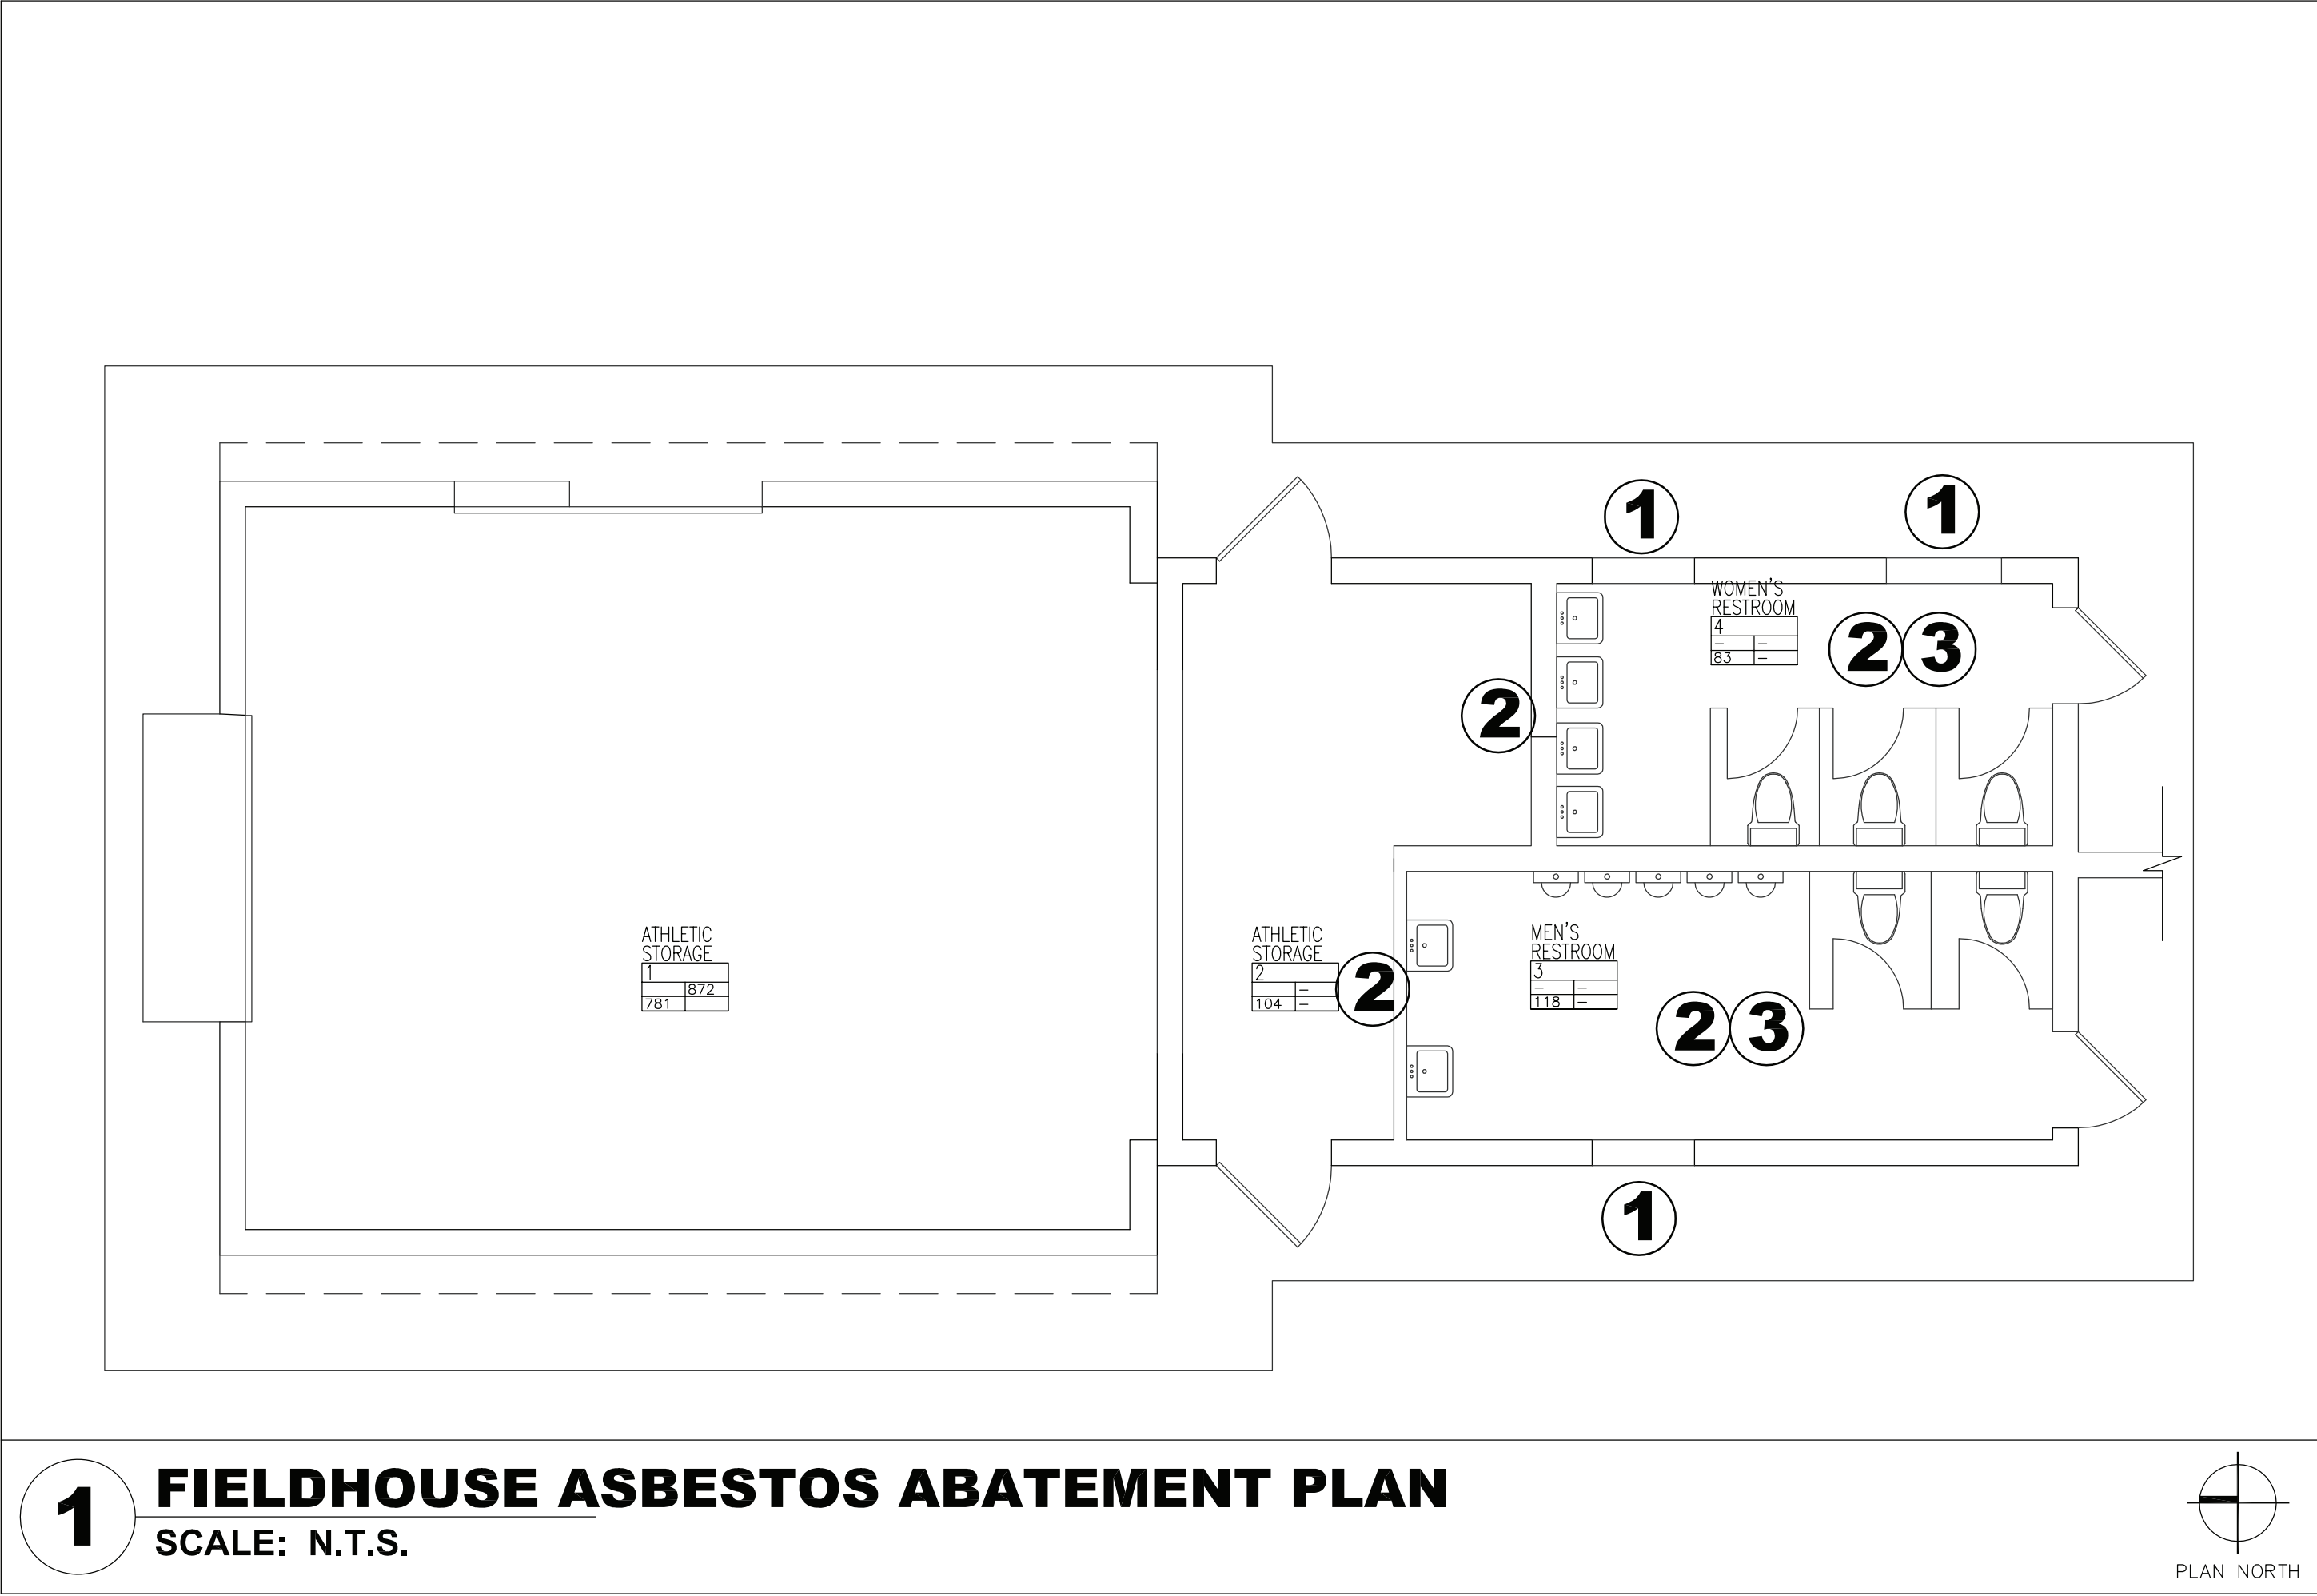 1
1
WOMEN'S
RESTROOM
4
– –
83 –
2 3
2
ATHLETIC
STORAGE
1
872
781
ATHLETIC
STORAGE
2
–
104 –
2
MEN'S
RESTROOM
3
– –
118 –
2 3
1
1
FIELDHOUSE ASBESTOS ABATEMENT PLAN
SCALE: N.T.S.
PLAN NORTH